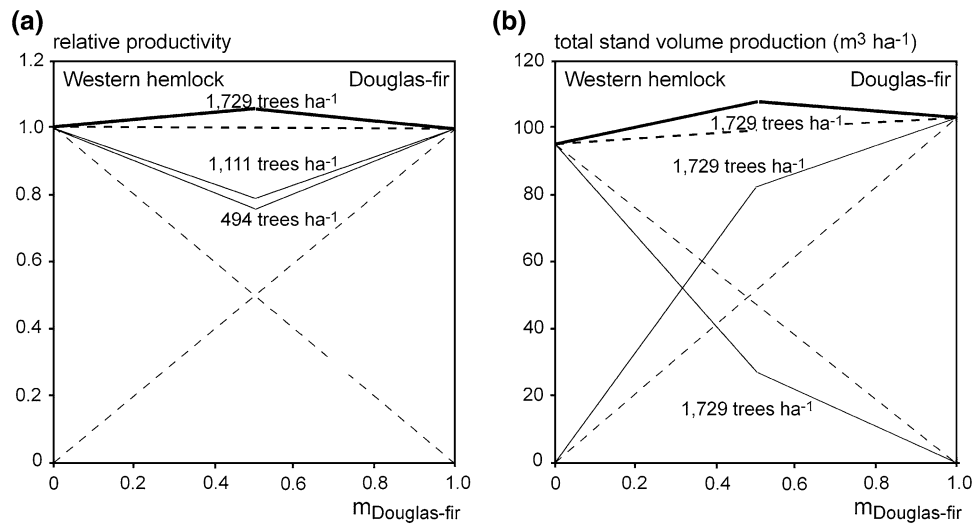 (a)
relative productivity
1.2
1.0
0.8
0.6
0.4
0.2
0
Western hemlock
Douglas-fir
1,729 trees ha-1
1,111 trees ha-1
494 trees ha-1
0
0.2
0.4
0.6
0.8
1.0
mDouglas-fir
(b)
total stand volume production (m3 ha-1)
120
100
80
60
40
20
0
Western hemlock
Douglas-fir
1,729 trees ha-1
1,729 trees ha-1
1,729 trees ha-1
0
0.2
0.4
0.6
0.8
1.0
mDouglas-fir